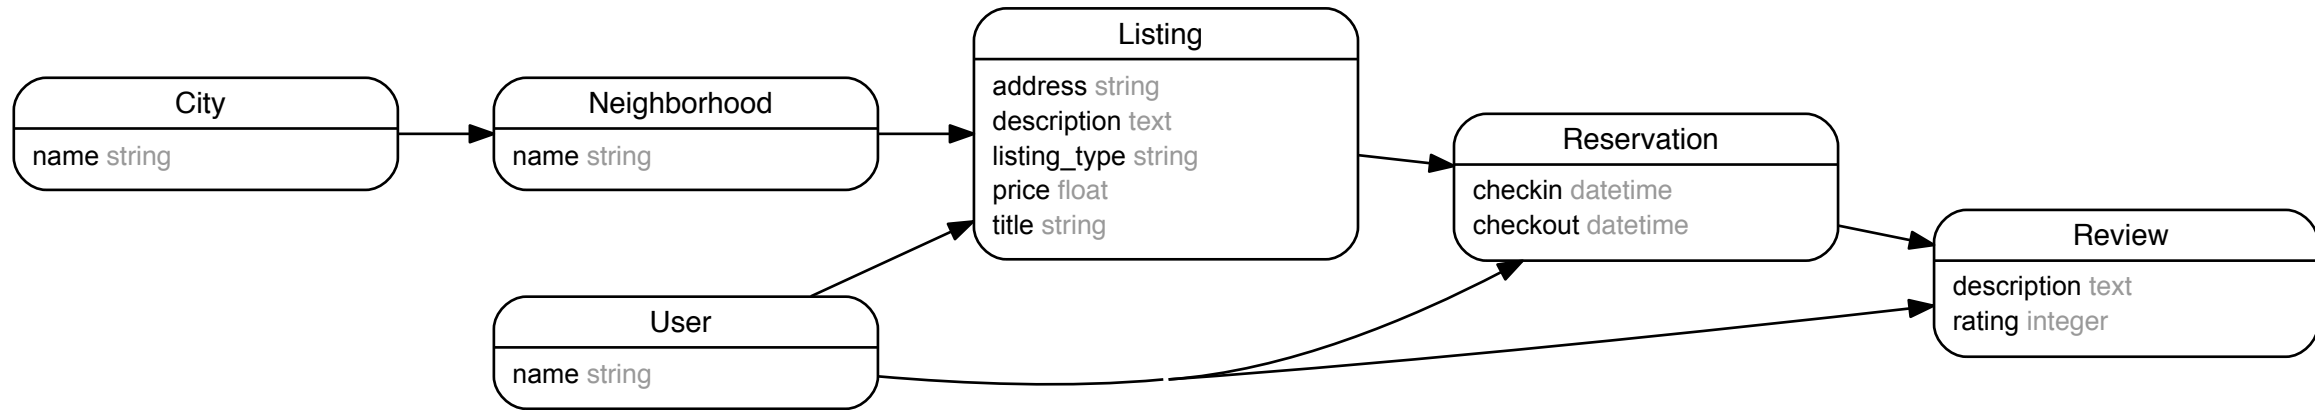 City
name string
Neighborhood
name string
Listing
address string
description text
listing_type string
price float
title string
User
name string
Reservation
checkin datetime
checkout datetime
Review
description text
rating integer